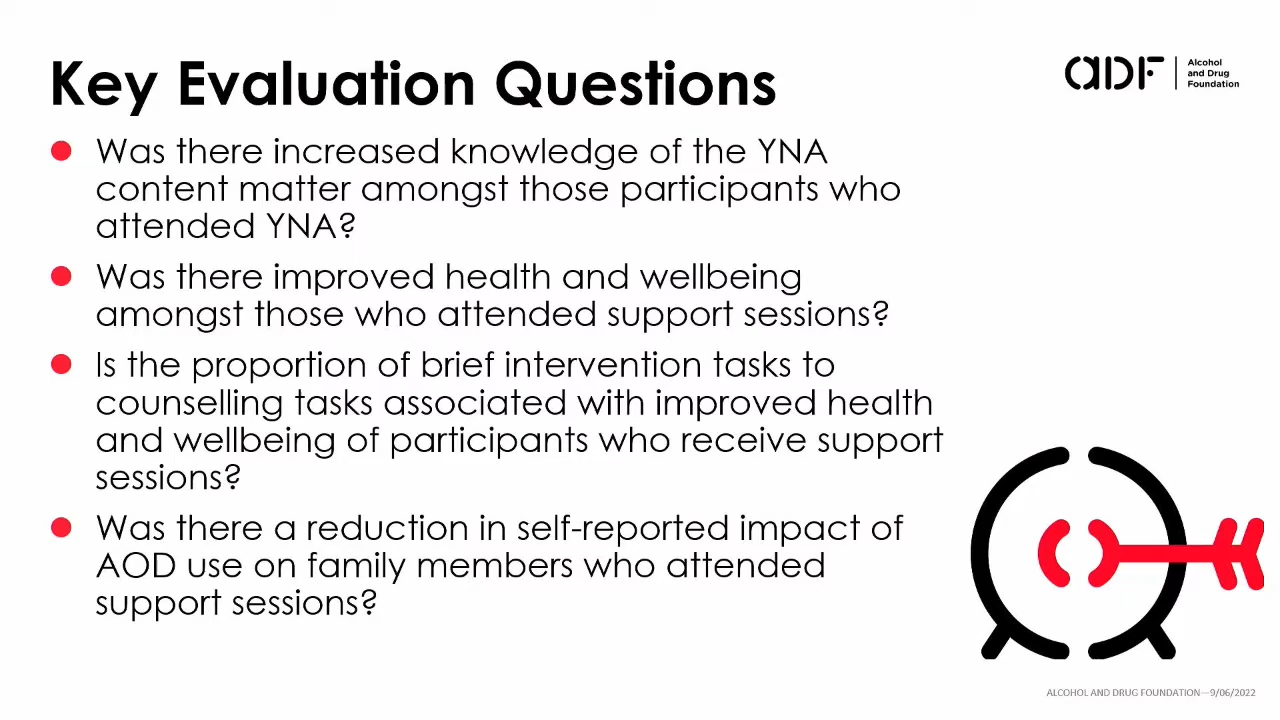 Key Evaluation Questions
aDF
Alcohol
and Drug
Foundation
Was there increased knowledge of the YNA
content matter amongst those participants who
attended YNA?
Was there improved health and wellbeing
amongst those who attended support sessions?
Is the proportion of brief intervention tasks to
counselling tasks associated with improved health
and wellbeing of participants who receive support
sessions?
Was there a reduction in self-reported impact of
AOD use on family members who attended
support sessions?
ALCOHOL AND DRUG FOUNDATION—9/06/2022